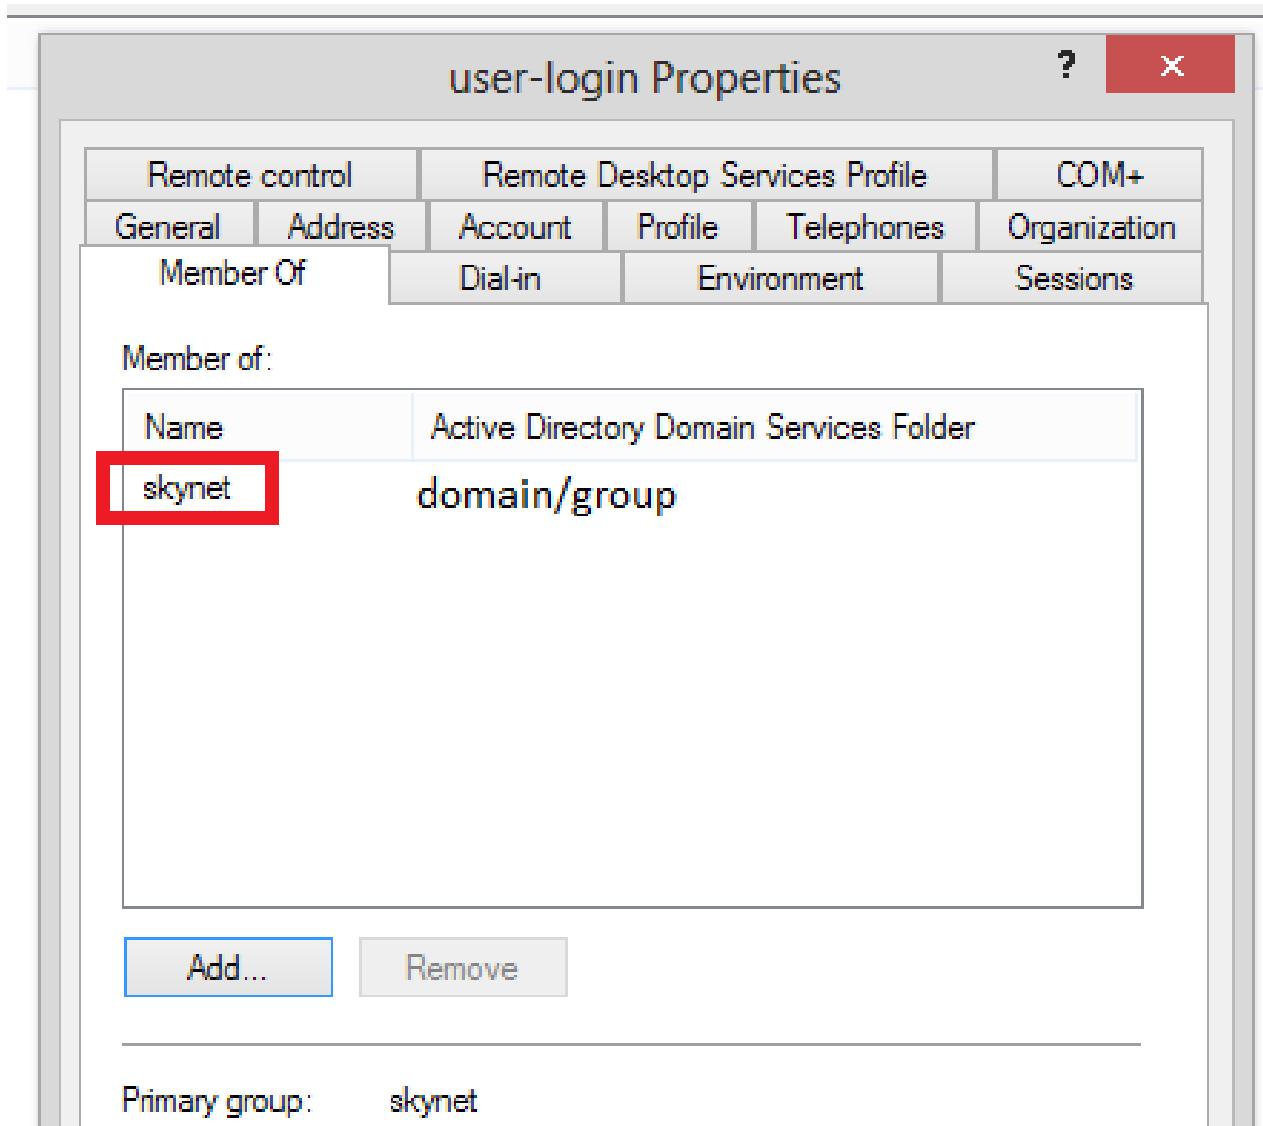 user-login Properties ?
Remote control Remote Desktop Services Profile COM+
General Address Account Profile Telephones Organization
Member Of Dial-in Environment Sessions
Member of:
Name Active Directory Domain Services Folder
skynet domain/group
Add... Remove
Primary group: skynet